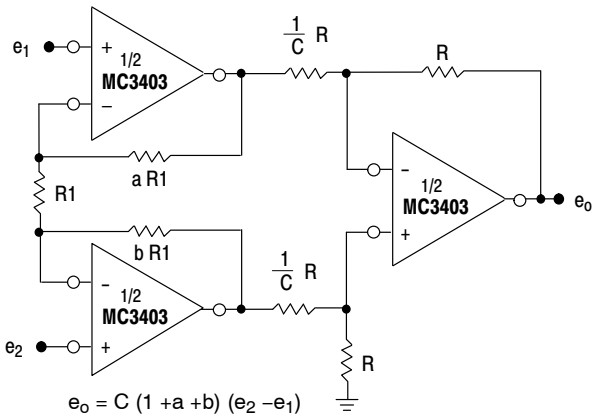 1
C R
R
e1
+
1/2
MC3403
–
a R1
R1
b R1
–
1/2
MC3403
+
e2
1
C R
R
-
1/2
MC3403
+
eo
eo = C (1 +a +b) (e2 –e1)